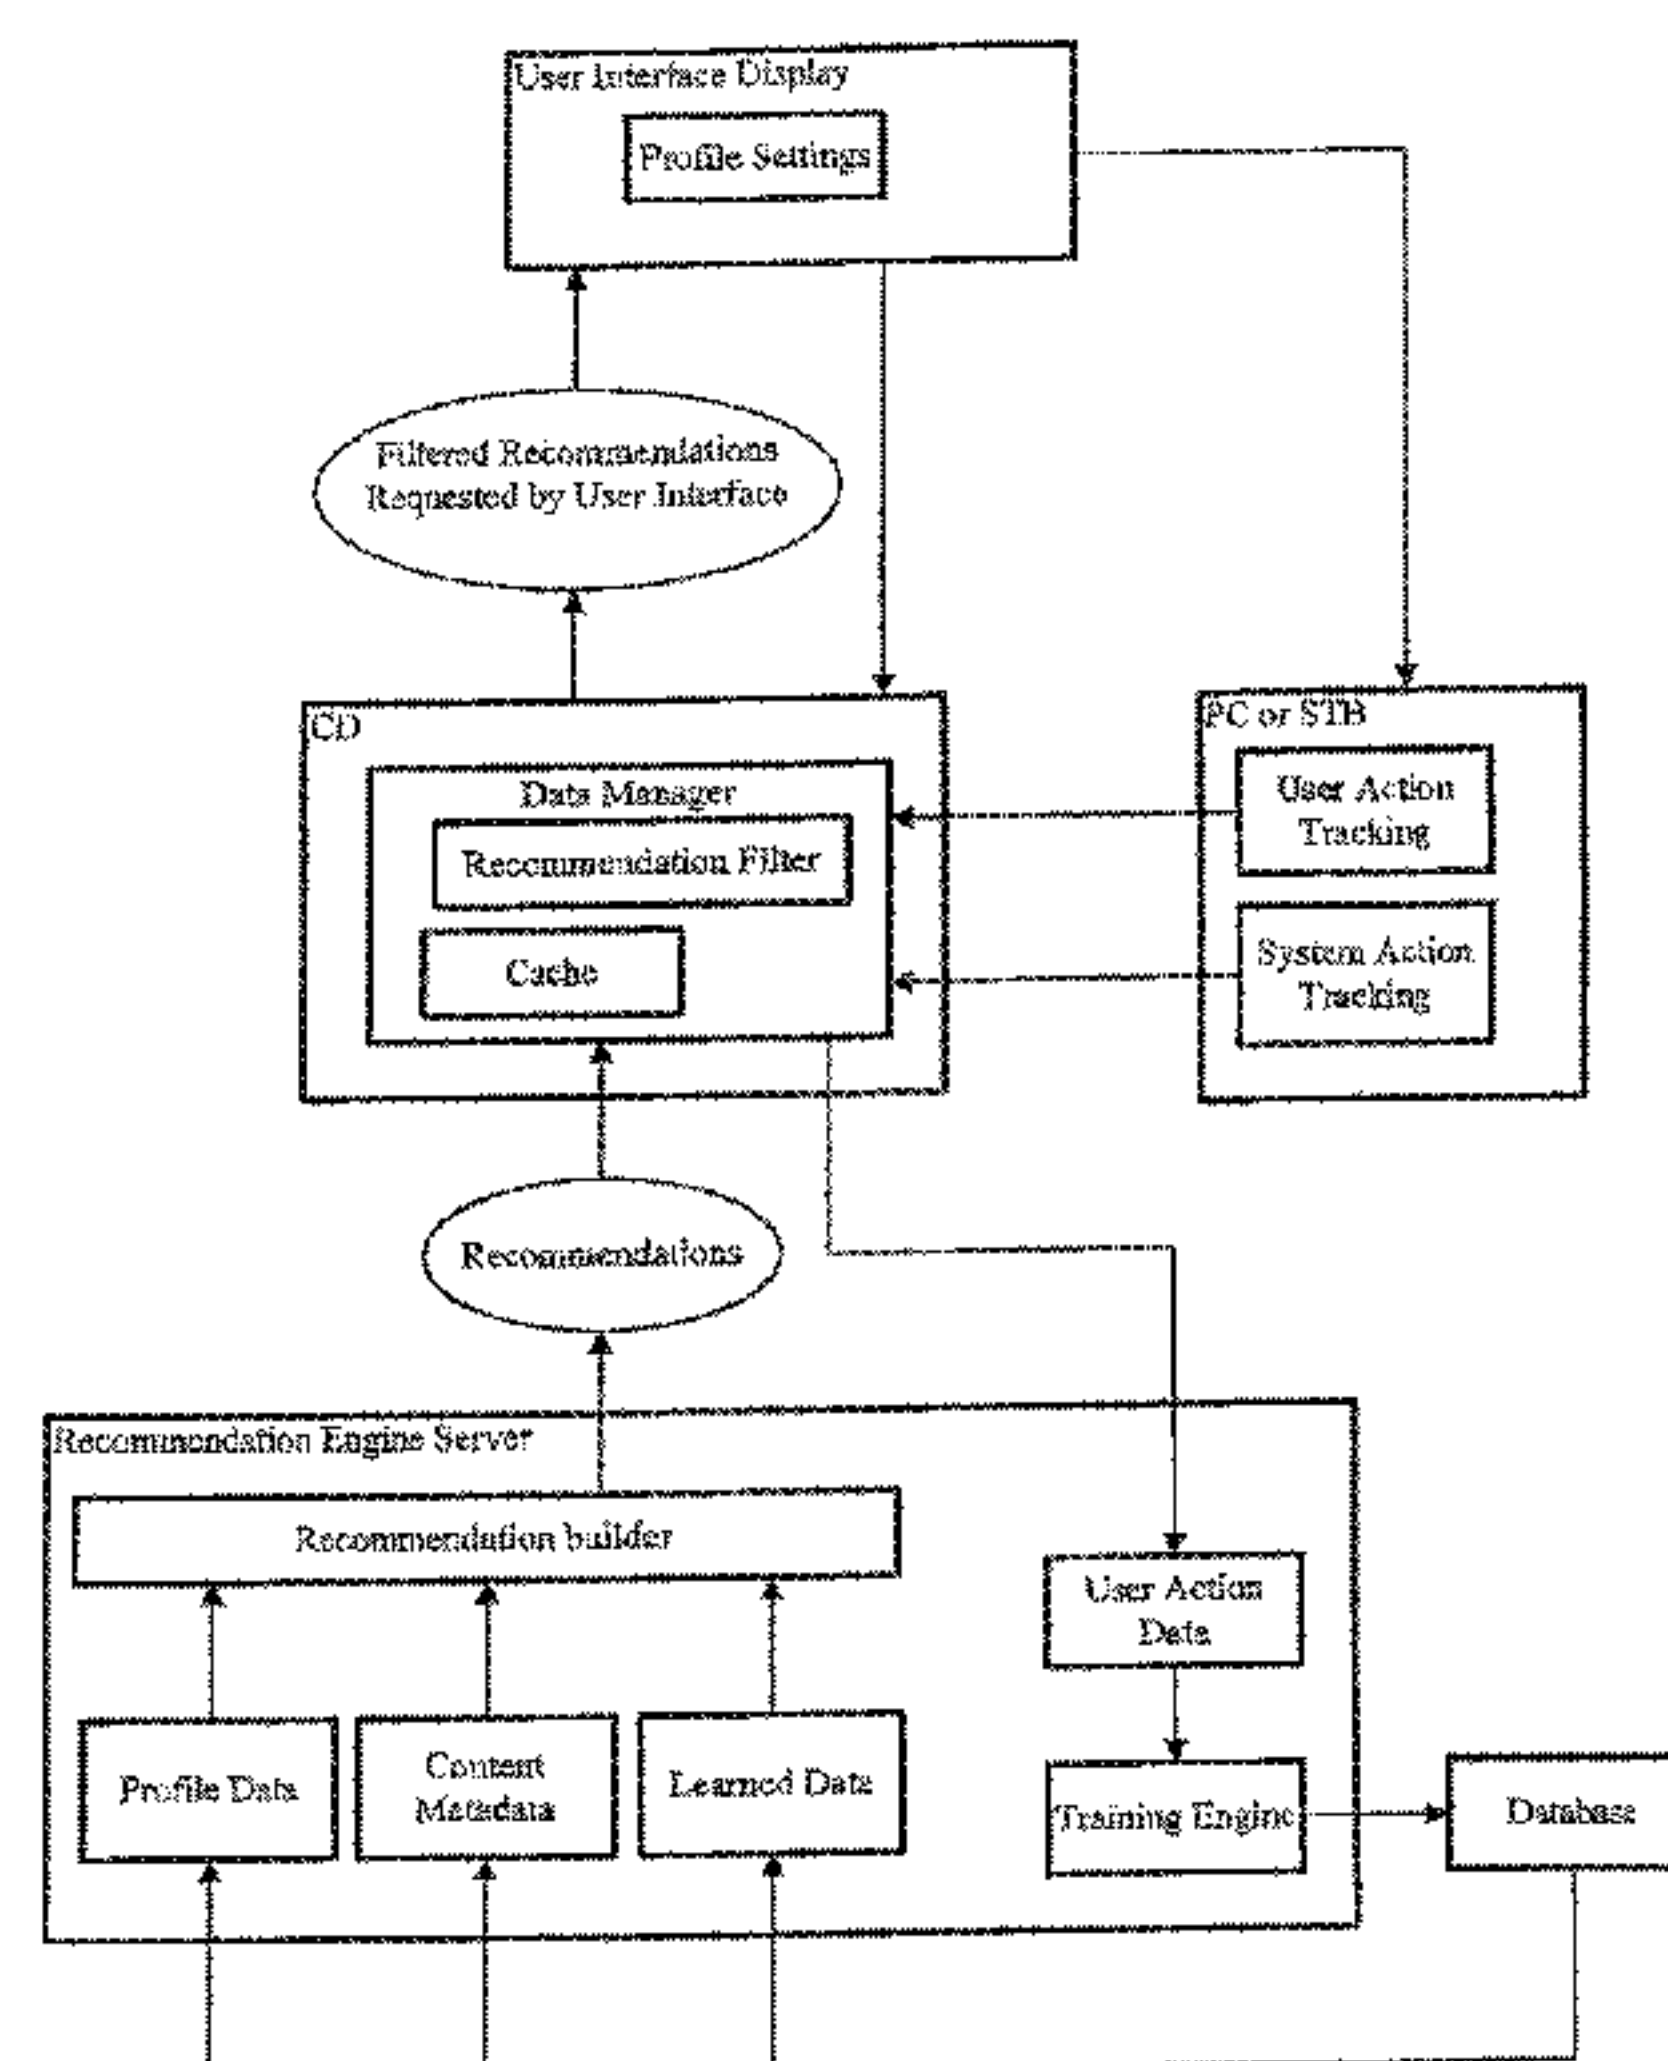 User Interface Display
Profile Settings
Filtered Recommendations
Requested by User Interface
CD
Data Manager
Recommendation Filter
Cache
PC or STB
User Action
Tracking
System Action
Tracking
Recommendations
Recommendation Engine Server
Recommendation builder
User Action
Data
Profile Data
Content
Metadata
Learned Data
Training Engine
Database